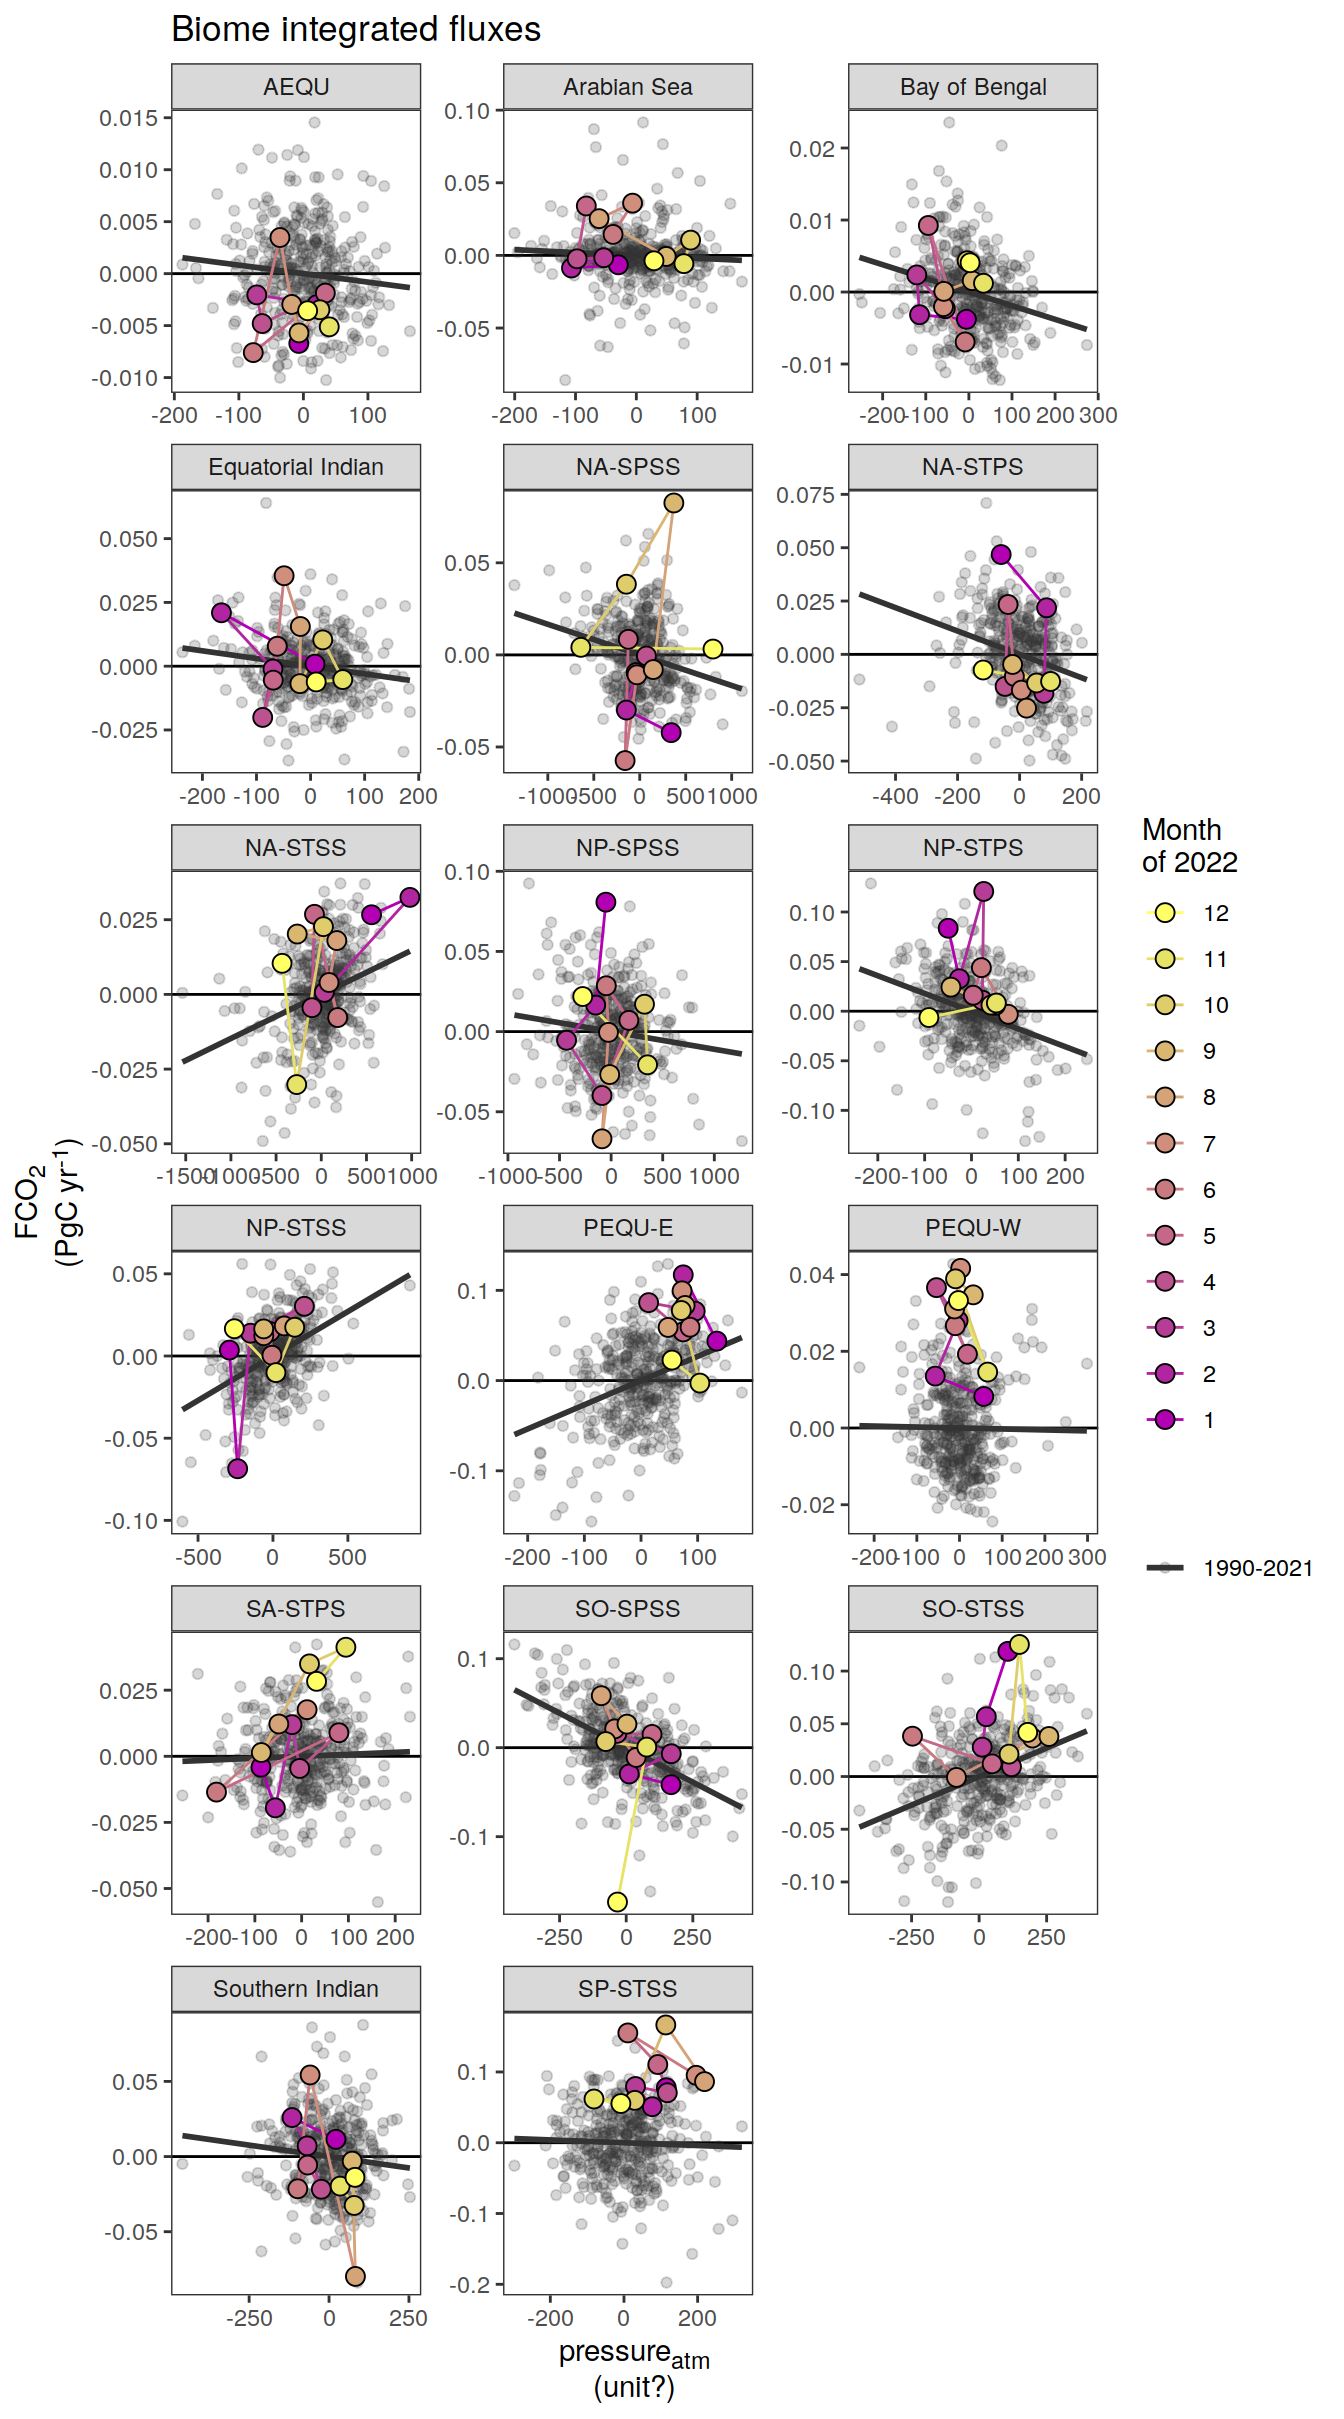 Biome integrated fluxes
AEQU
Arabian Sea
Bay of Bengal
0.015
0.010
0.005
0.000
-0.005
-0.010
-200 -100 0 100
0.10
0.05
0.00
-0.05
-200 -100 0 100
0.02
0.01
0.00
-0.01
-200 -100 0 100 200 300
Equatorial Indian
NA-SPSS
NA-STPS
0.050
0.025
0.000
-0.025
-200 -100 0 100 200
0.05
0.00
-0.05
-1000 -500 0 500 1000
0.075
0.050
0.025
0.000
-0.025
-0.050
-400 -200 0 200
NA-STSS
NP-SPSS
NP-STPS
0.025
0.000
-0.025
-0.050
-1500 -1000 -500 0 500 1000
0.10
0.05
0.00
-0.05
-1000 -500 0 500 1000
0.10
0.05
0.00
-0.05
-0.10
-200 -100 0 100 200
NP-STSS
PEQU-E
PEQU-W
0.05
0.00
-0.05
-0.10
-500 0 500
0.1
0.0
-0.1
-200 -100 0 100
0.04
0.02
0.00
-0.02
-200 -100 0 100 200 300
SA-STPS
SO-SPSS
SO-STSS
0.025
0.000
-0.025
-0.050
-200 -100 0 100 200
0.1
0.0
-0.1
-250 0 250
0.10
0.05
0.00
-0.05
-0.10
-250 0 250
Southern Indian
SP-STSS
0.05
0.00
-0.05
-250 0 250
0.1
0.0
-0.1
-0.2
-200 0 200
FCO2
(PgC yr-1)
pressureatm
(unit?)
Month
of 2022
12
11
10
9
8
7
6
5
4
3
2
1
1990-2021